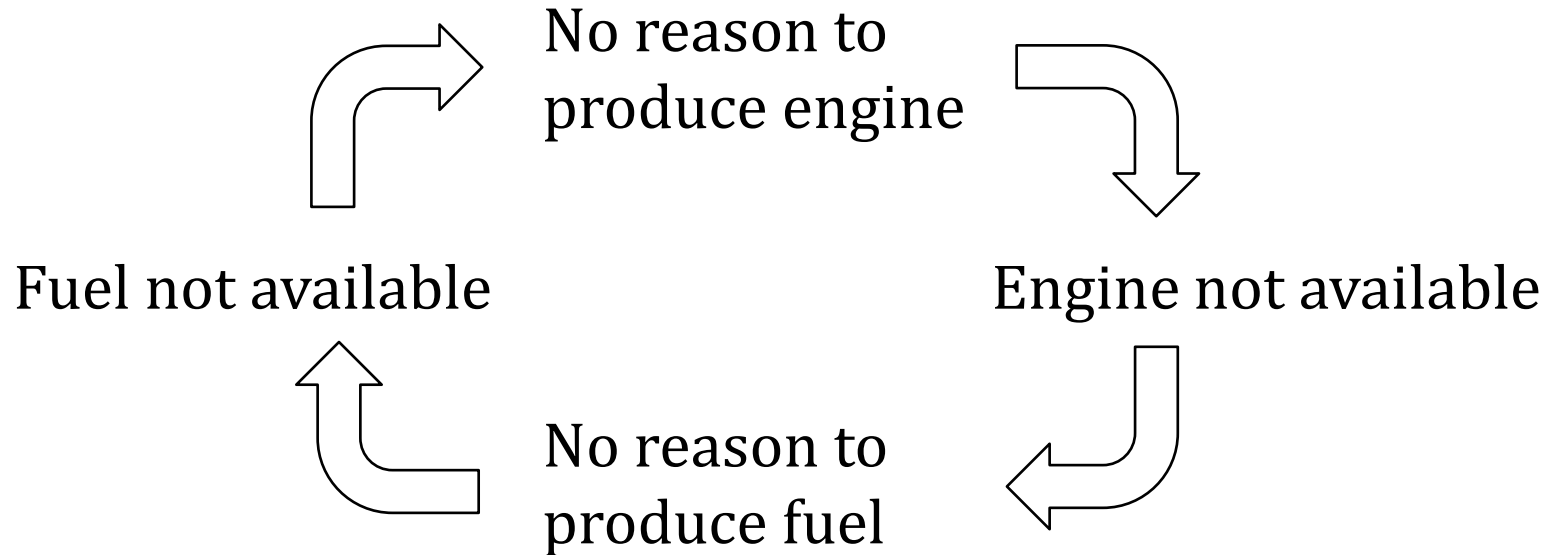 No reason to
produce engine
Fuel not available
Engine not available
No reason to
produce fuel